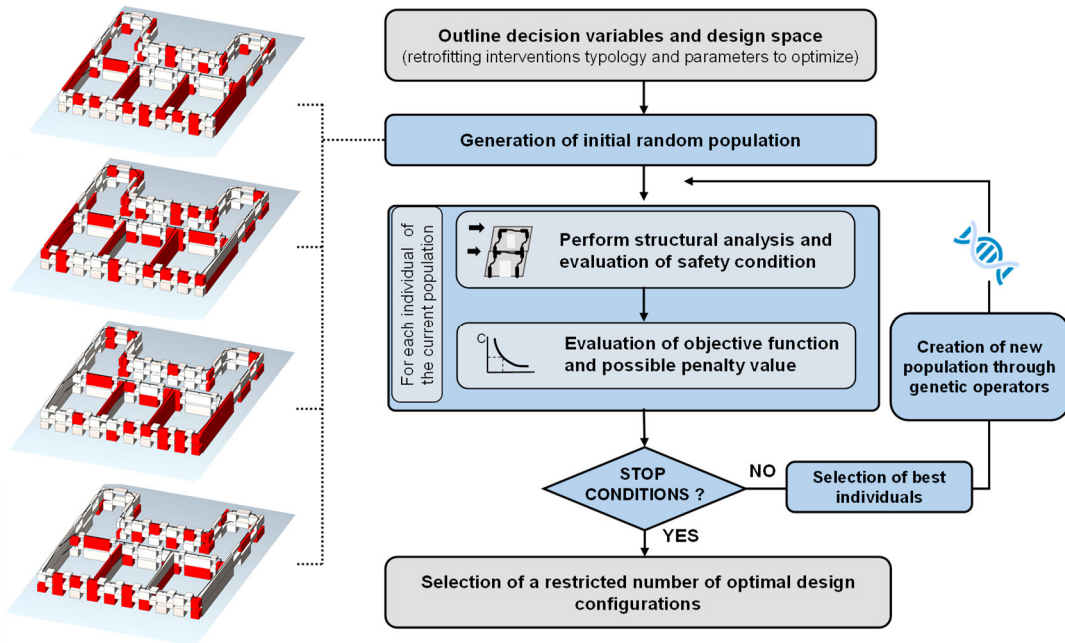 Outline decision variables and design space
(retrofitting interventions typology and parameters to optimize)
Generation of initial random population
For each individual of
the current population
Perform structural analysis and
evaluation of safety condition
C
Evaluation of objective function
and possible penalty value
Creation of new
population through
genetic operators
STOP
CONDITIONS ?
NO
Selection of best
individuals
YES
Selection of a restricted number of optimal design
configurations